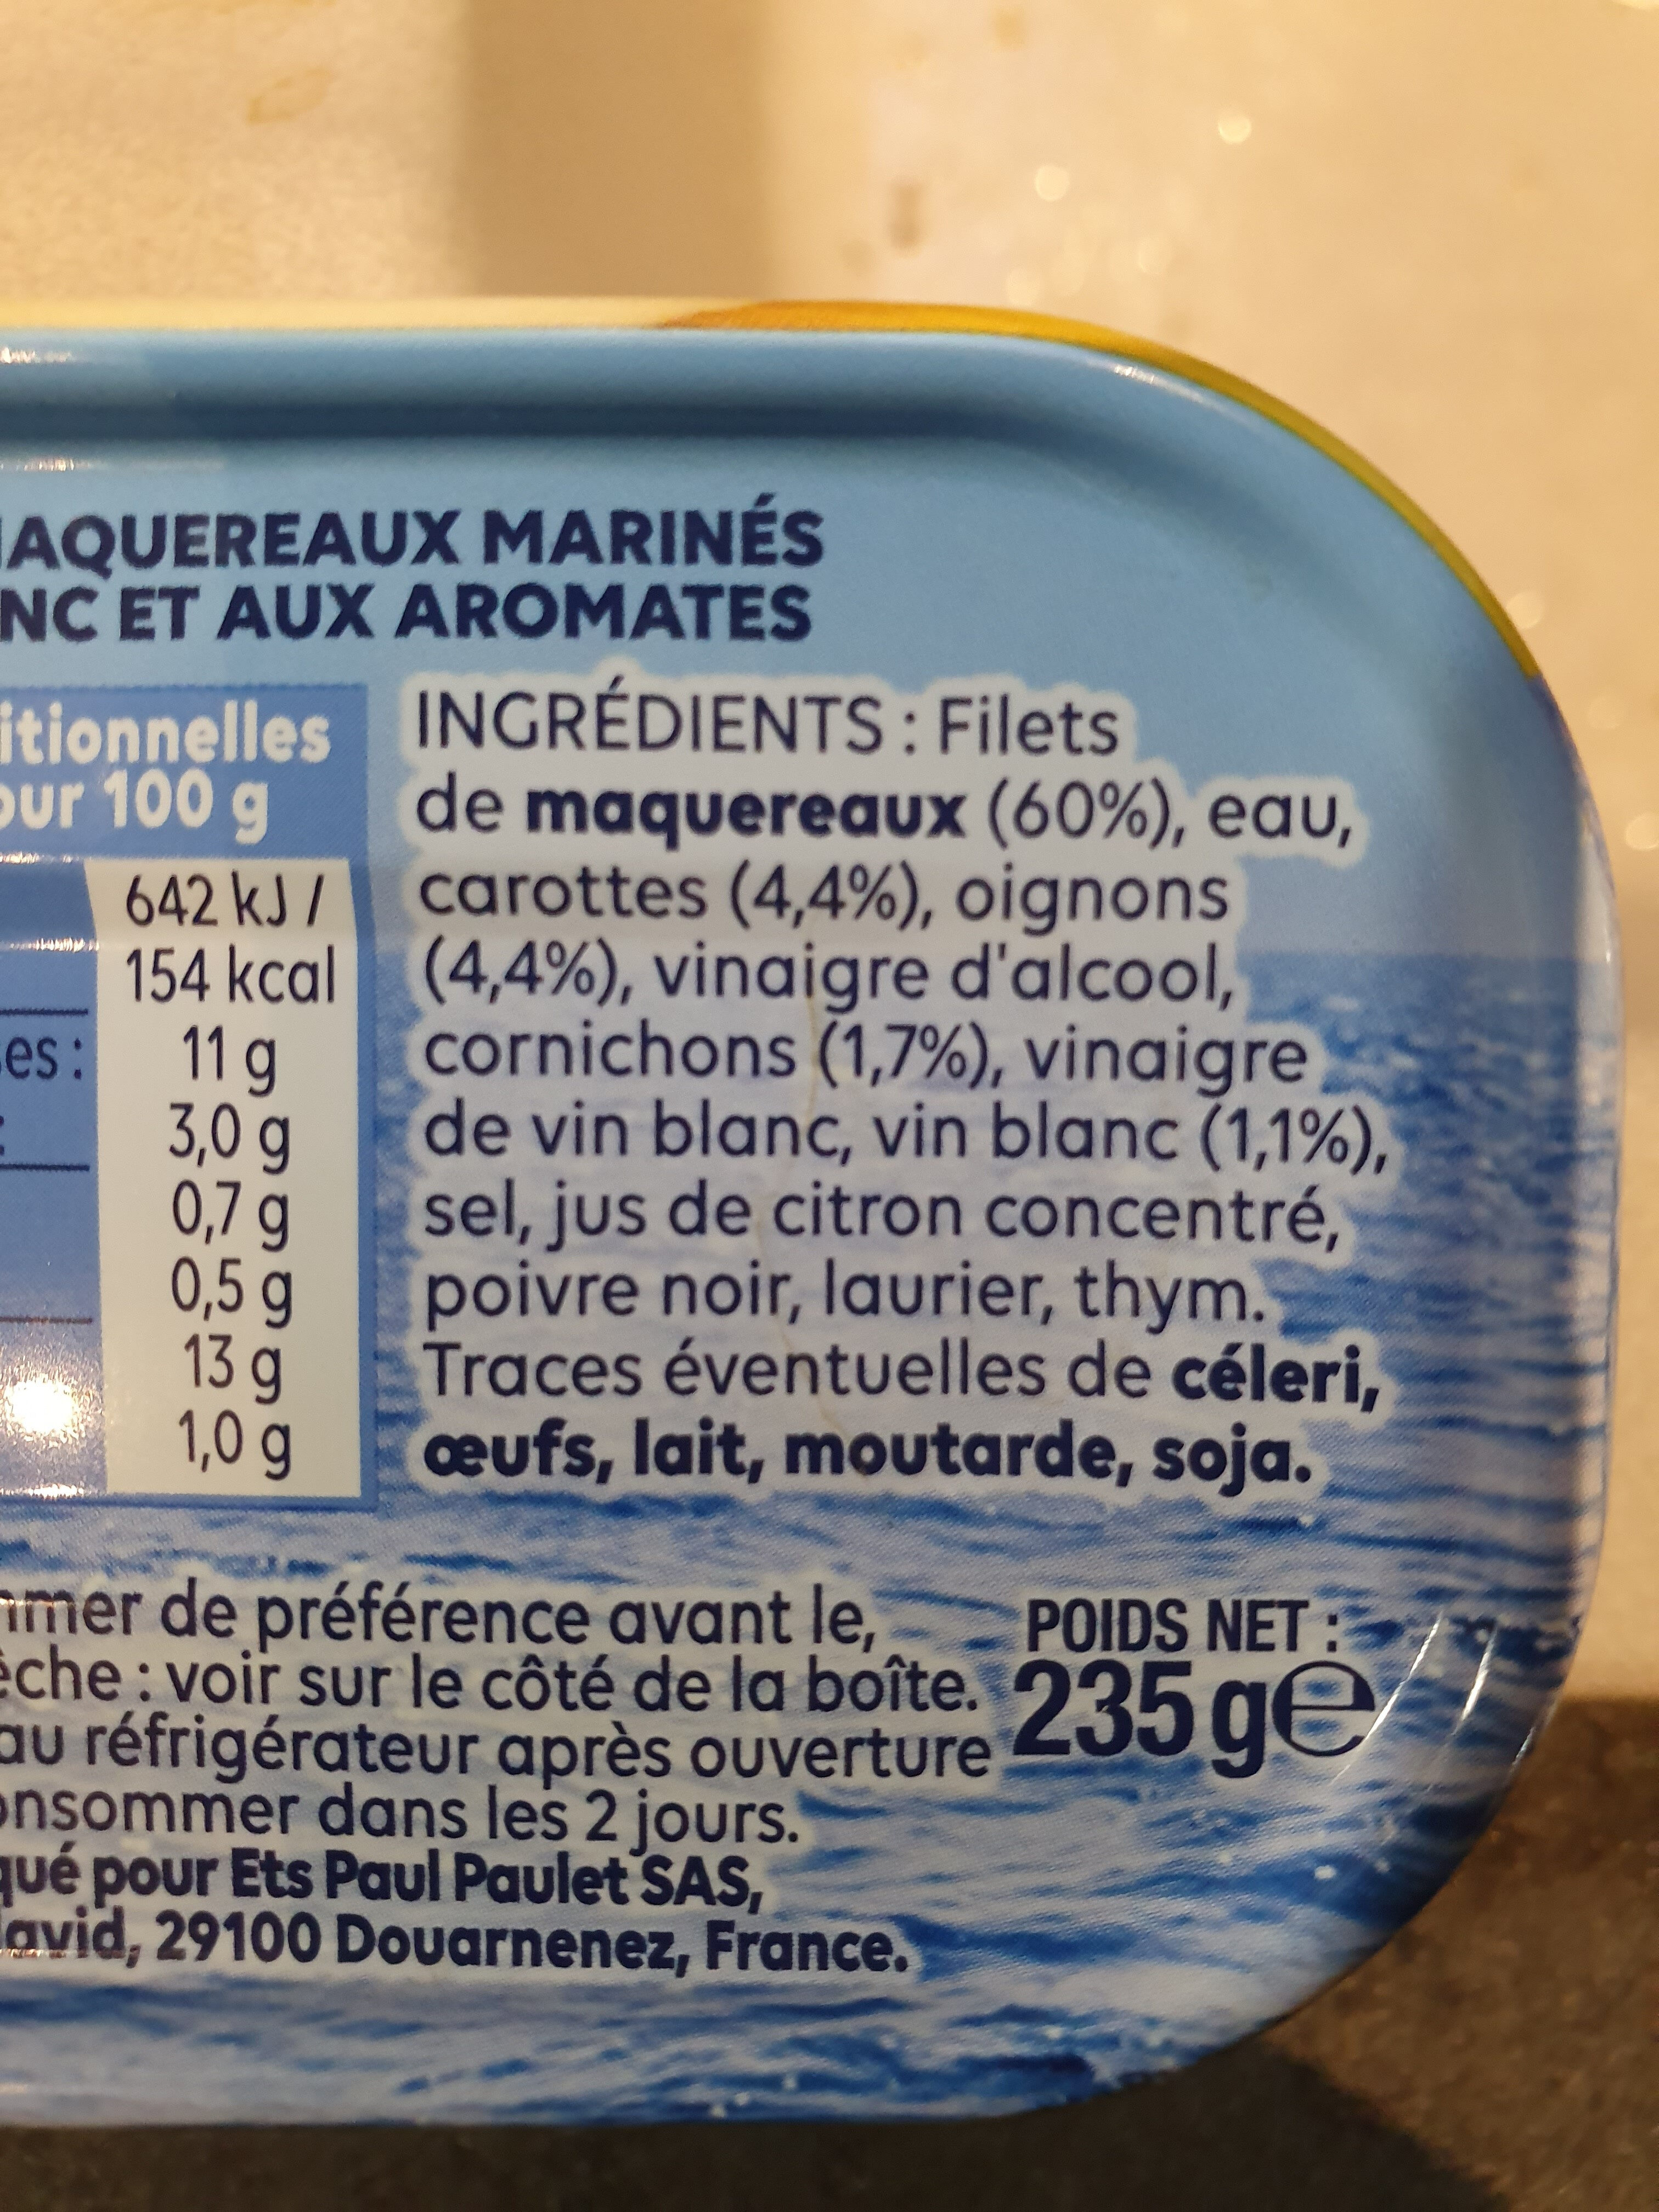 MAQUEREAUX MARINÉS
NC ET AUX AROMATES
itionnelles
our 100 g
642 kJ /
154 kcal
es : 11 g
: 3,0 g
0,7 g
0,5 g
13 g
1,0 g
INGRÉDIENTS : Filets
de maquereaux (60%), eau,
carottes (4,4%), oignons
(4,4%), vinaigre d'alcool,
cornichons (1,7%), vinaigre
de vin blanc, vin blanc (1,1%),
sel, jus de citron concentré,
poivre noir, laurier, thym.
Traces éventuelles de céleri,
œufs, lait, moutarde, soja.
mmer de préférence avant le,
êche : voir sur le côté de la boîte.
au réfrigérateur après ouverture
onsommer dans les 2 jours.
qué pour Ets Paul Paulet SAS,
avid, 29100 Douarnenez, France.
POIDS NET :
235 g e